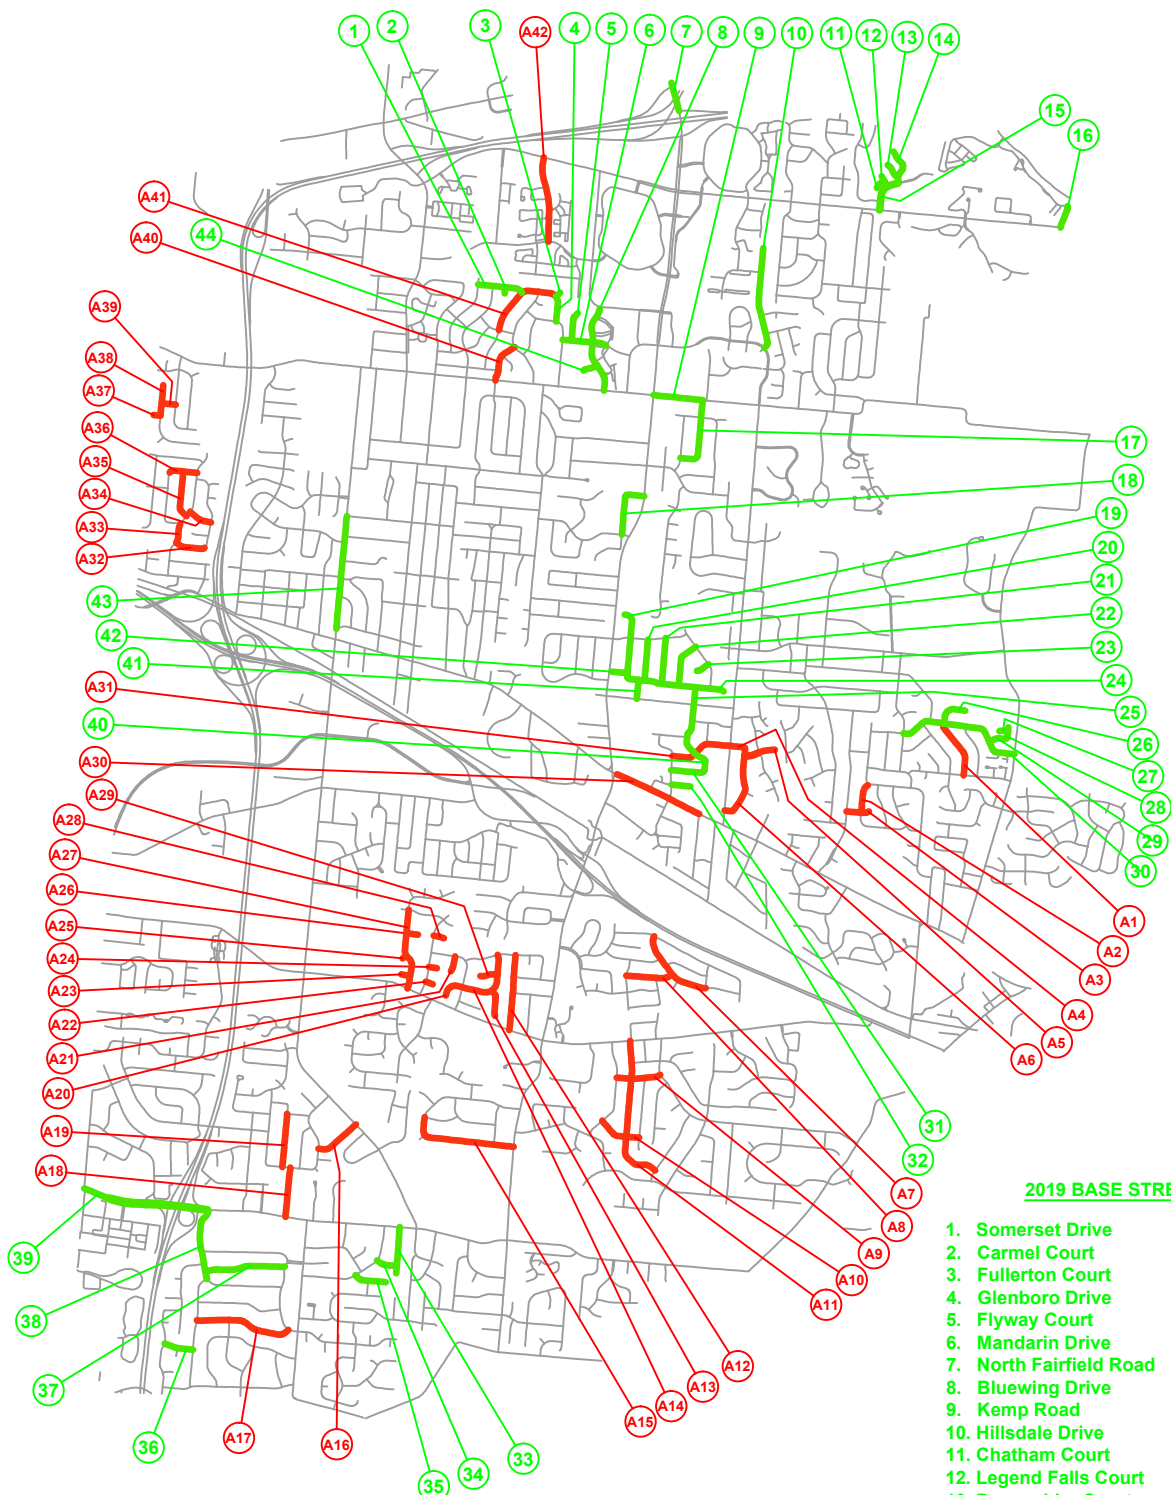 1
2
3
A42
4
5
6
7
8
9
10
11
12
13
14
15
16
A41
A40
44
A39
A38
A37
A36
A35
A34
A33
A32
43
42
41
A31
40
A30
A29
A28
A27
A26
A25
A24
A23
A22
A21
A20
A19
A18
39
38
37
36
A17
A16
35
34
33
A15
A14
A13
A12
17
18
19
20
21
22
23
24
25
26
27
28
29
30
A1
A2
A3
A4
A5
A6
31
32
A7
A8
A9
A10
A11
2019 BASE STRE
1. Somerset Drive
2. Carmel Court
3. Fullerton Court
4. Glenboro Drive
5. Flyway Court
6. Mandarin Drive
7. North Fairfield Road
8. Bluewing Drive
9. Kemp Road
10. Hillsdale Drive
11. Chatham Court
12. Legend Falls Court